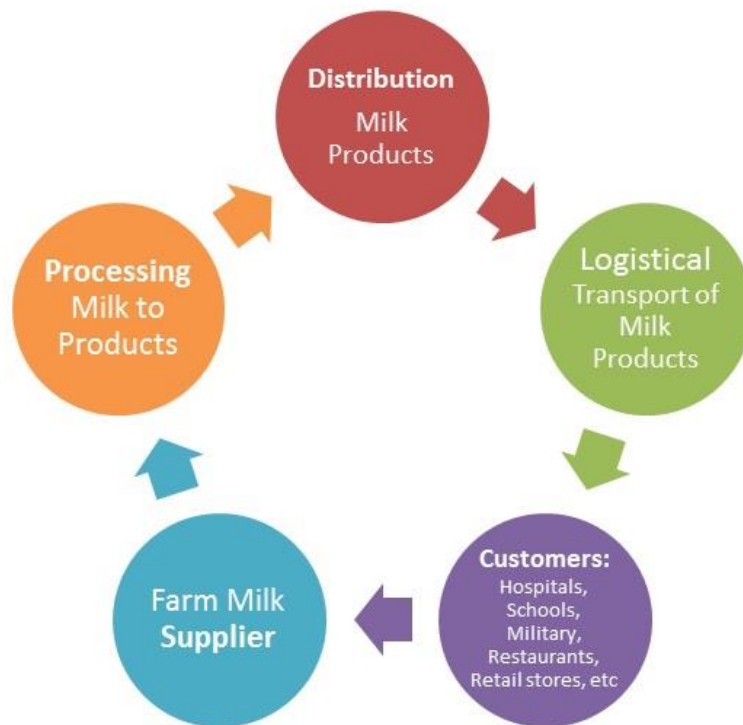 Distribution
Milk
Products
Logistical
Transport of
Milk
Products
Customers:
Hospitals,
Schools,
Military,
Restaurants,
Retail stores, etc
Farm Milk
Supplier
Processing
Milk to
Products